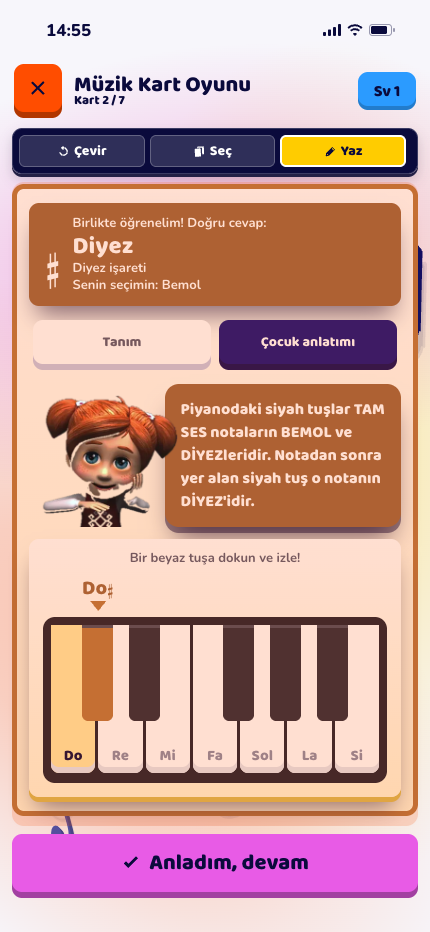 14:55
Müzik Kart Oyunu
Kart 2 / 7
Sv 1
Çevir
Seç
Yaz
Birlikte öğrenelim! Doğru cevap:
Diyez
Diyez işareti
Senin seçimin: Bemol
Tanım
Çocuk anlatımı
Piyanodaki siyah tuşlar TAM
SES notaların BEMOL ve
DİYEZleridir. Notadan sonra
yer alan siyah tuş o notanın
DİYEZ'idir.
Bir beyaz tuşa dokun ve izle!
Do♯
Do
Re
Mi
Fa
Sol
La
Si
Anladım, devam